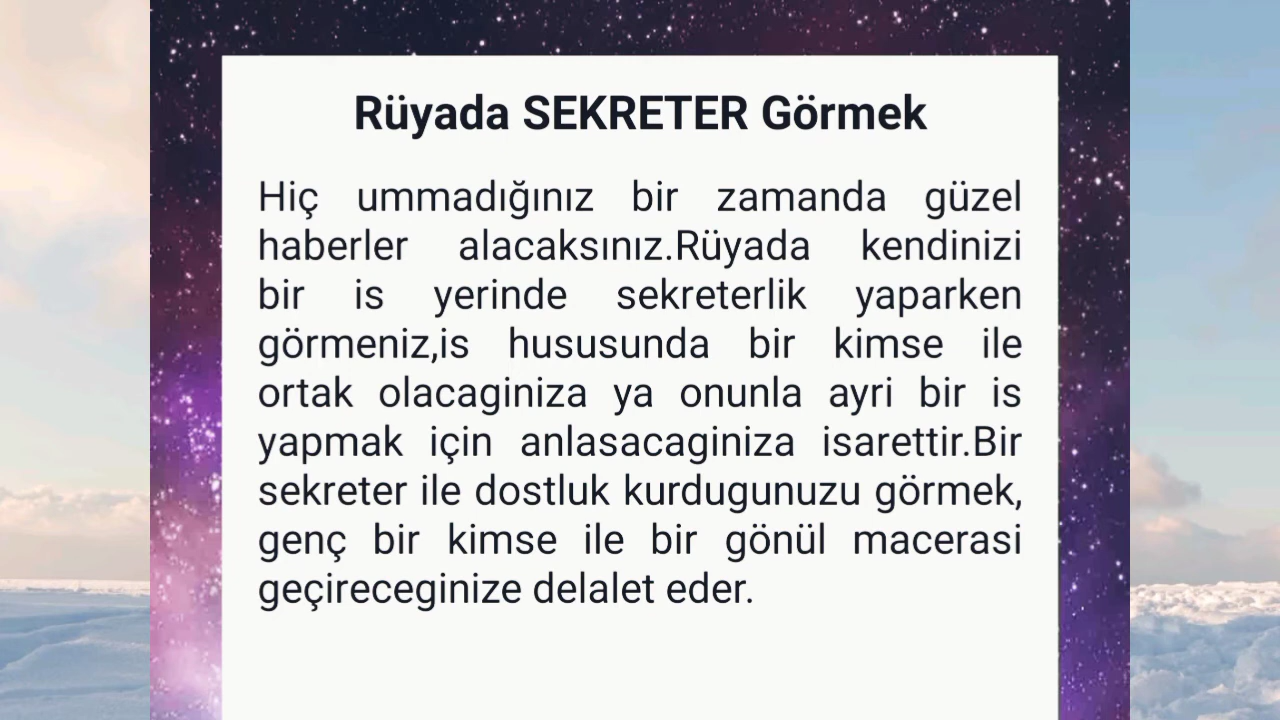 Rüyada SEKRETER Görmek
Hiç ummadığınız bir zamanda güzel
haberler alacaksınız.Rüyada kendinizi
bir is yerinde sekreterlik yaparken
görmeniz,is hususunda bir kimse ile
ortak olacaginiza ya onunla ayri bir is
yapmak için anlasacaginiza isarettir.Bir
sekreter ile dostluk kurdugunuzu görmek,
genç bir kimse ile bir gönül macerasi
geçireceginize delalet eder.